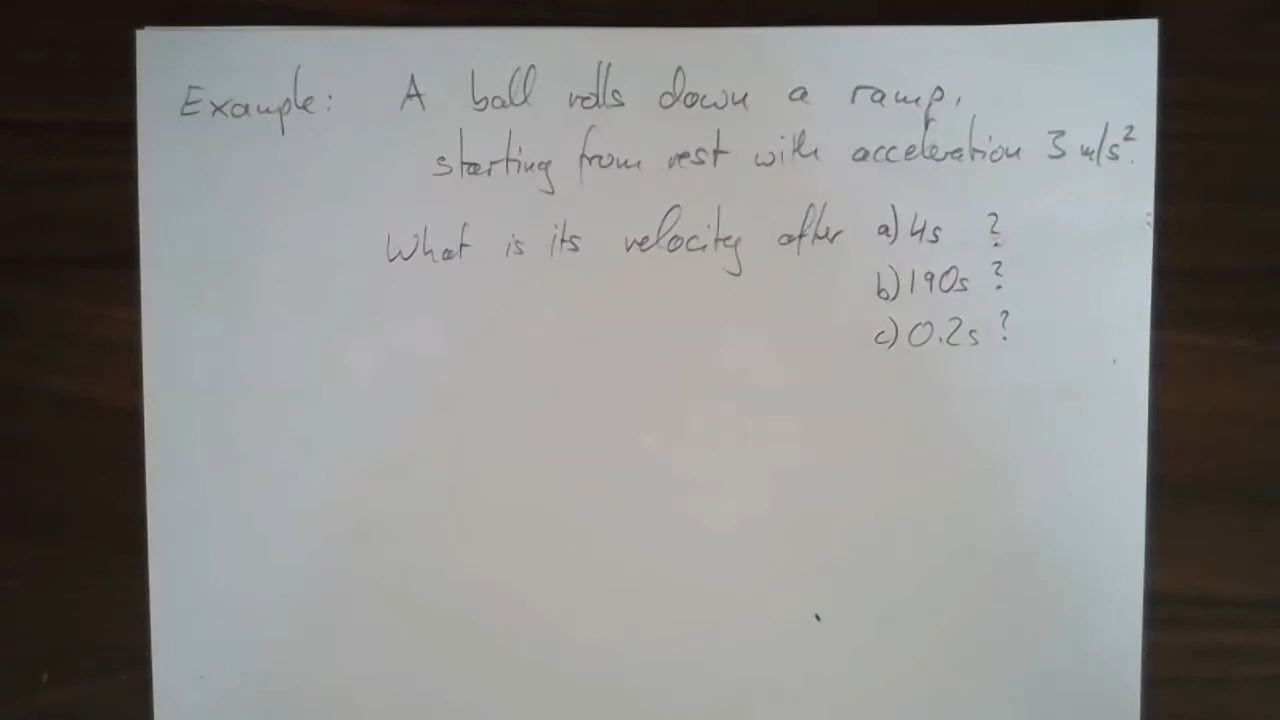 Example: A ball rolls down a ramp,
starting from rest with acceleration 3 m/s².
What is its velocity after a) 4s ?
b) 190s ?
c) 0.2s ?